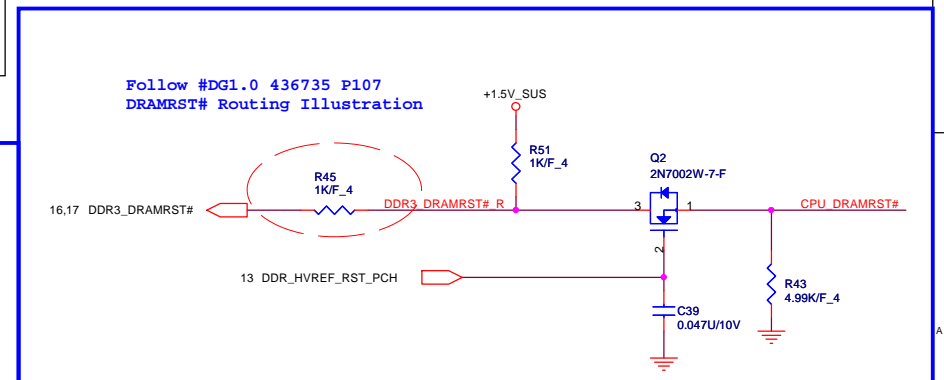 Follow #DG1.0 436735 P107
DRAMRST# Routing Illustration
+1.5V_SUS
R51
1K/F_4
Q2
2N7002W-7-F
R45
1K/F_4
16,17 DDR3_DRAMRST#
DDR3_DRAMRST#_R
3
1
CPU_DRAMRST#
2
13 DDR_HVREF_RST_PCH
R43
4.99K/F_4
C39
0.047U/10V
A